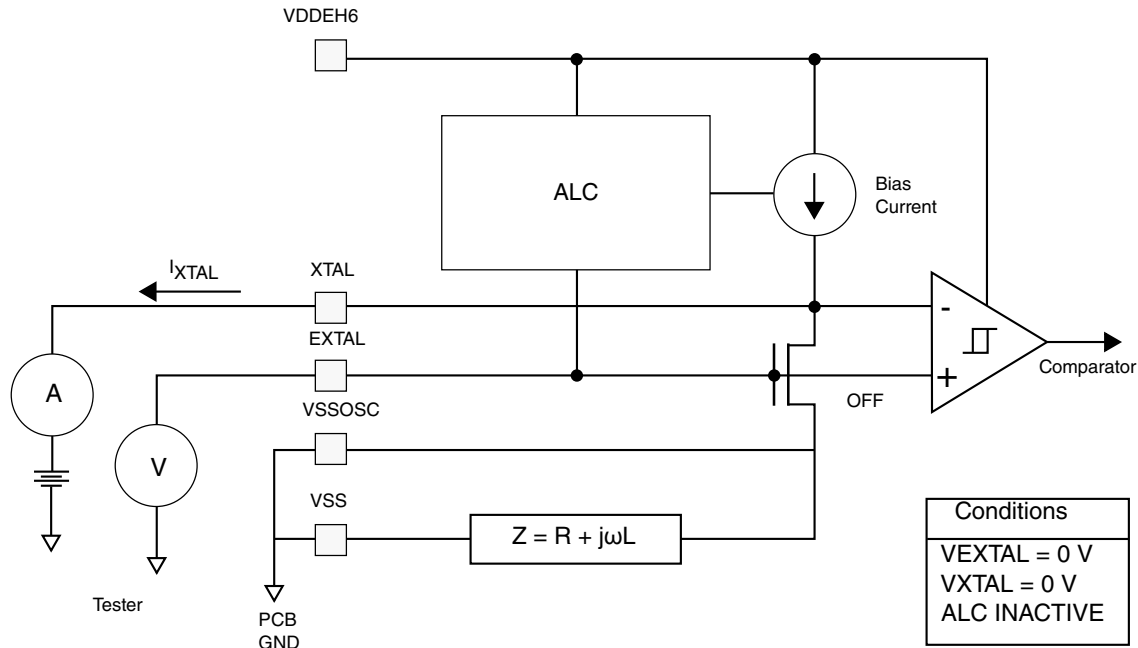 VDDEH6
ALC
Bias
Current
I_XTAL
XTAL
EXTAL
-
+
Comparator
OFF
A
V
VSSOSC
VSS
Z = R + jωL
Tester
PCB
GND
Conditions
VEXTAL = 0 V
VXTAL = 0 V
ALC INACTIVE